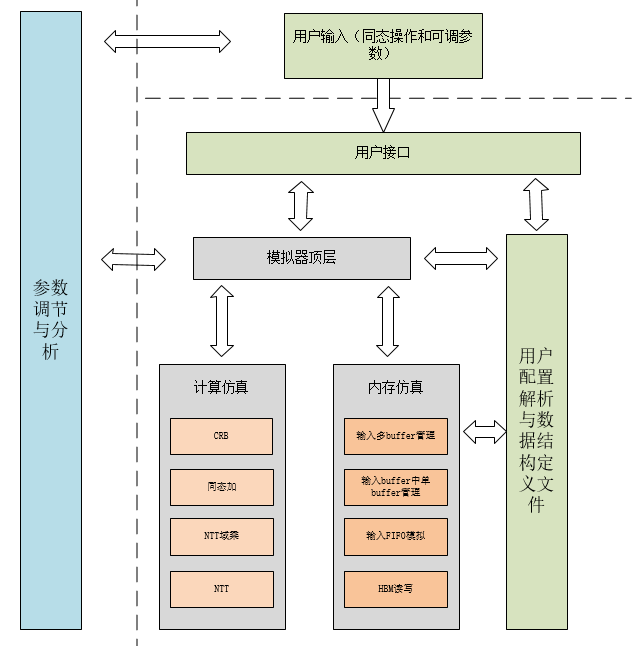 用户输入（同态操作和可调参
数）
用户接口
模拟器顶层
参数
调节
与分
析
计算仿真
CRB
同态加
NTT域乘
NTT
内存仿真
输入多buffer管理
输入buffer中单
buffer管理
输入FIFO模拟
HBM读写
用户
配置
解析
与数
据结
构定
义文
件